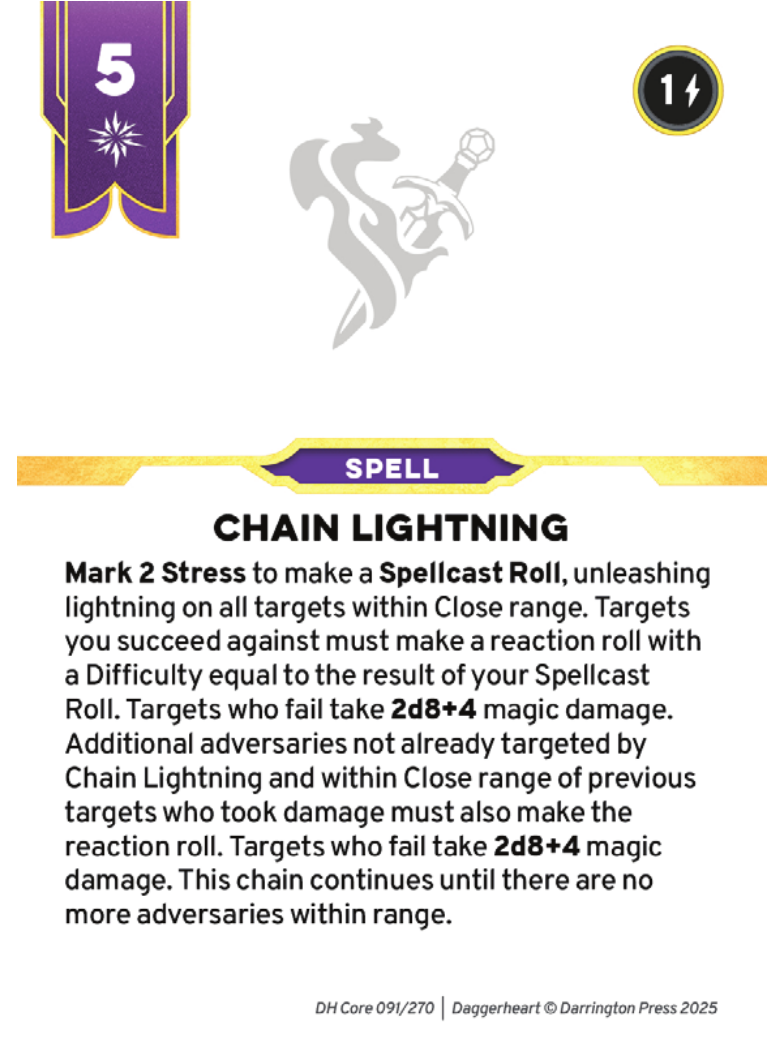 5
1
SPELL
CHAIN LIGHTNING
Mark 2 Stress to make a Spellcast Roll, unleashing
lightning on all targets within Close range. Targets
you succeed against must make a reaction roll with
a Difficulty equal to the result of your Spellcast
Roll. Targets who fail take 2d8+4 magic damage.
Additional adversaries not already targeted by
Chain Lightning and within Close range of previous
targets who took damage must also make the
reaction roll. Targets who fail take 2d8+4 magic
damage. This chain continues until there are no
more adversaries within range.
DH Core 091/270 | Daggerheart © Darrington Press 2025